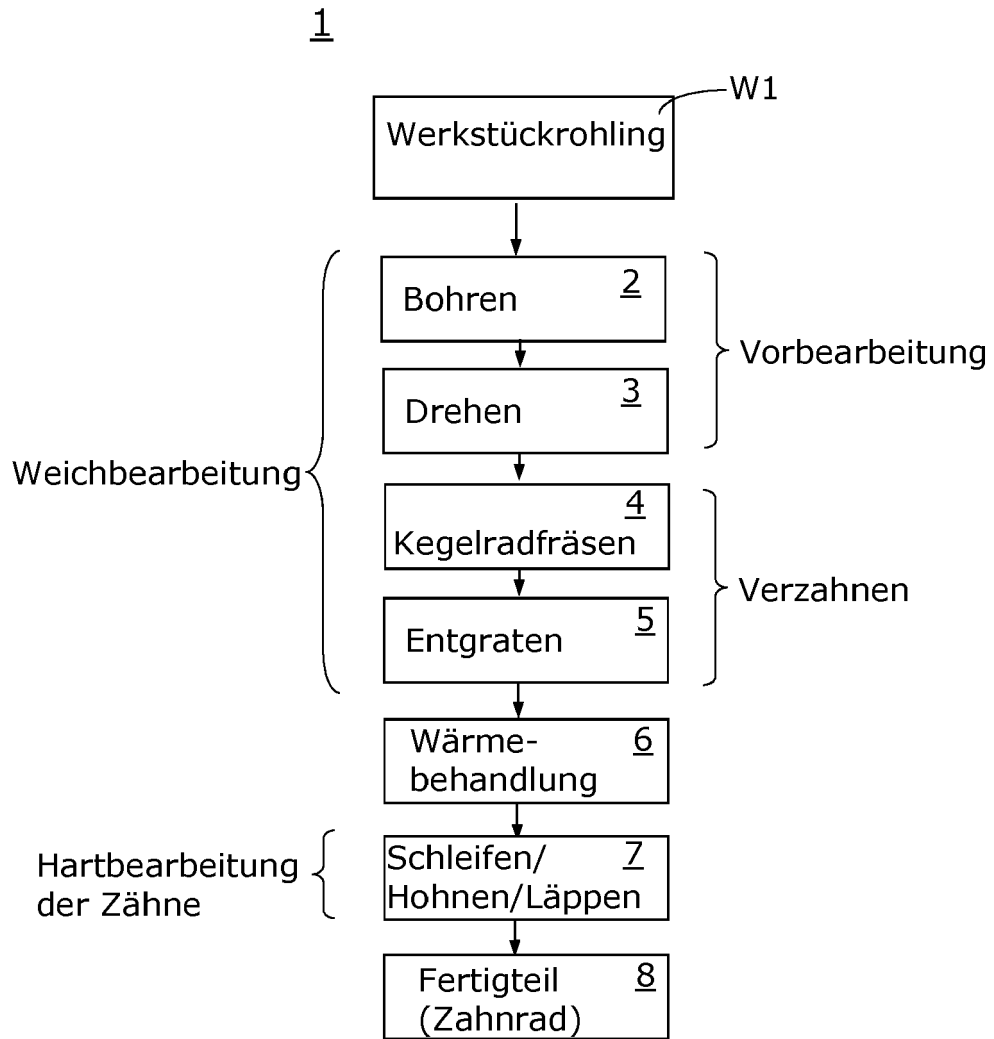 1
W1
Werkstückrohling
Bohren 2
Vorbearbeitung
Drehen 3
Weichbearbeitung
4
Kegelradfräsen
Verzahnen
Entgraten 5
Wärme- 6
behandlung
Hartbearbeitung
der Zähne
Schleifen/ 7
Hohnen/Läppen
Fertigteil 8
(Zahnrad)